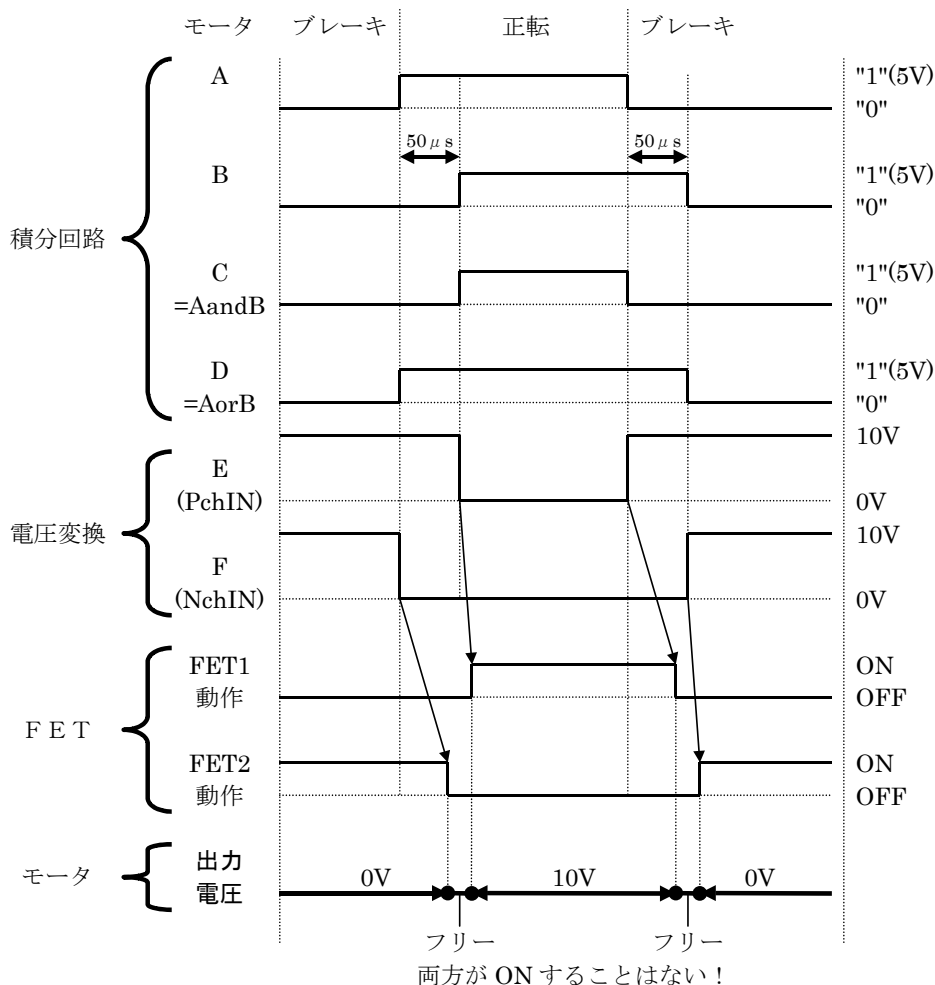 モータ ブレーキ 正転 ブレーキ
A "1"(5V)
"0"
50μs 50μs
B "1"(5V)
"0"
積分回路
C "1"(5V)
=AandB "0"
D "1"(5V)
=AorB "0"
10V
E
(PchIN) 0V
電圧変換 10V
F
(NchIN) 0V
FET1 ON
動作 OFF
ＦＥＴ
FET2 ON
動作 OFF
モータ 出力
電圧 0V 10V 0V
フリー フリー
両方が ON することはない！